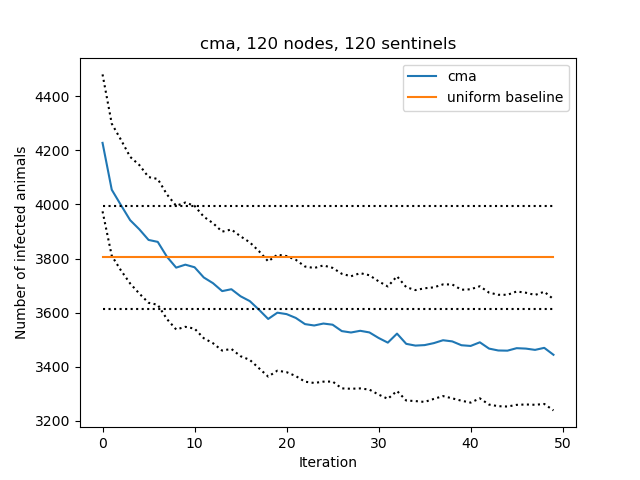 cma, 120 nodes, 120 sentinels
cma
uniform baseline
4400
4200
4000
3800
3600
3400
3200
Number of infected animals
0 10 20 30 40 50
Iteration